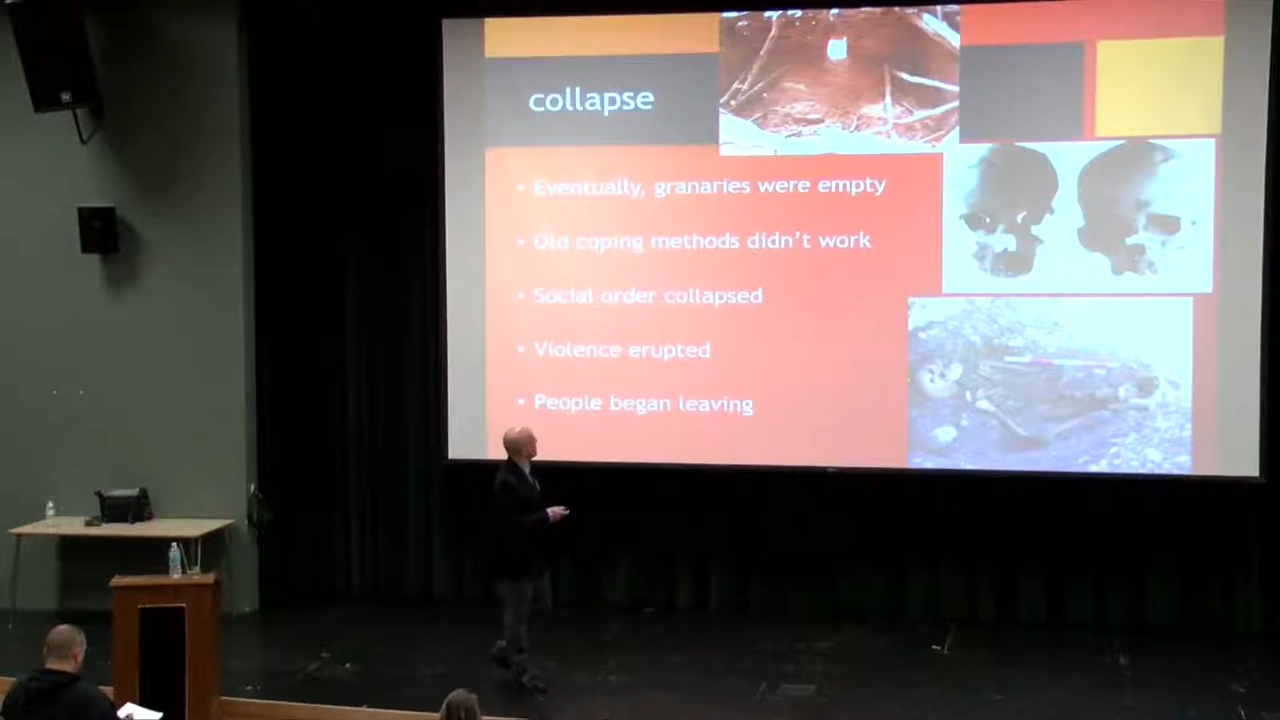 collapse
• Eventually, granaries were empty
• Old coping methods didn't work
• Social order collapsed
• Violence erupted
• People began leaving